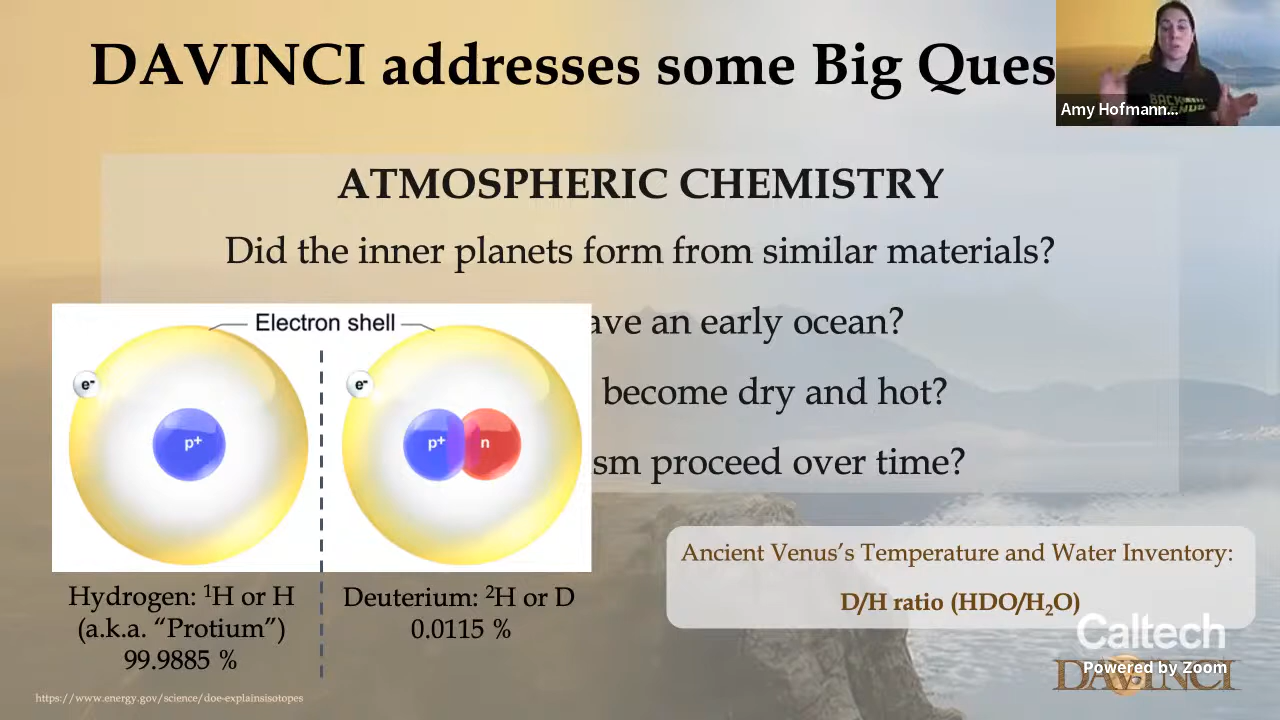 DAVINCI addresses some Big Ques
Amy Hofmann...
BACK
ATMOSPHERIC CHEMISTRY
Did the inner planets form from similar materials?
ave an early ocean?
become dry and hot?
sm proceed over time?
Electron shell
e-
p+
e-
p+
n
Hydrogen: ¹H or H
(a.k.a. “Protium”)
99.9885 %
Deuterium: ²H or D
0.0115 %
Ancient Venus’s Temperature and Water Inventory:
D/H ratio (HDO/H₂O)
Caltech
Powered by Zoom
DAVINCI
https://www.energy.gov/science/doe-explainsisotopes